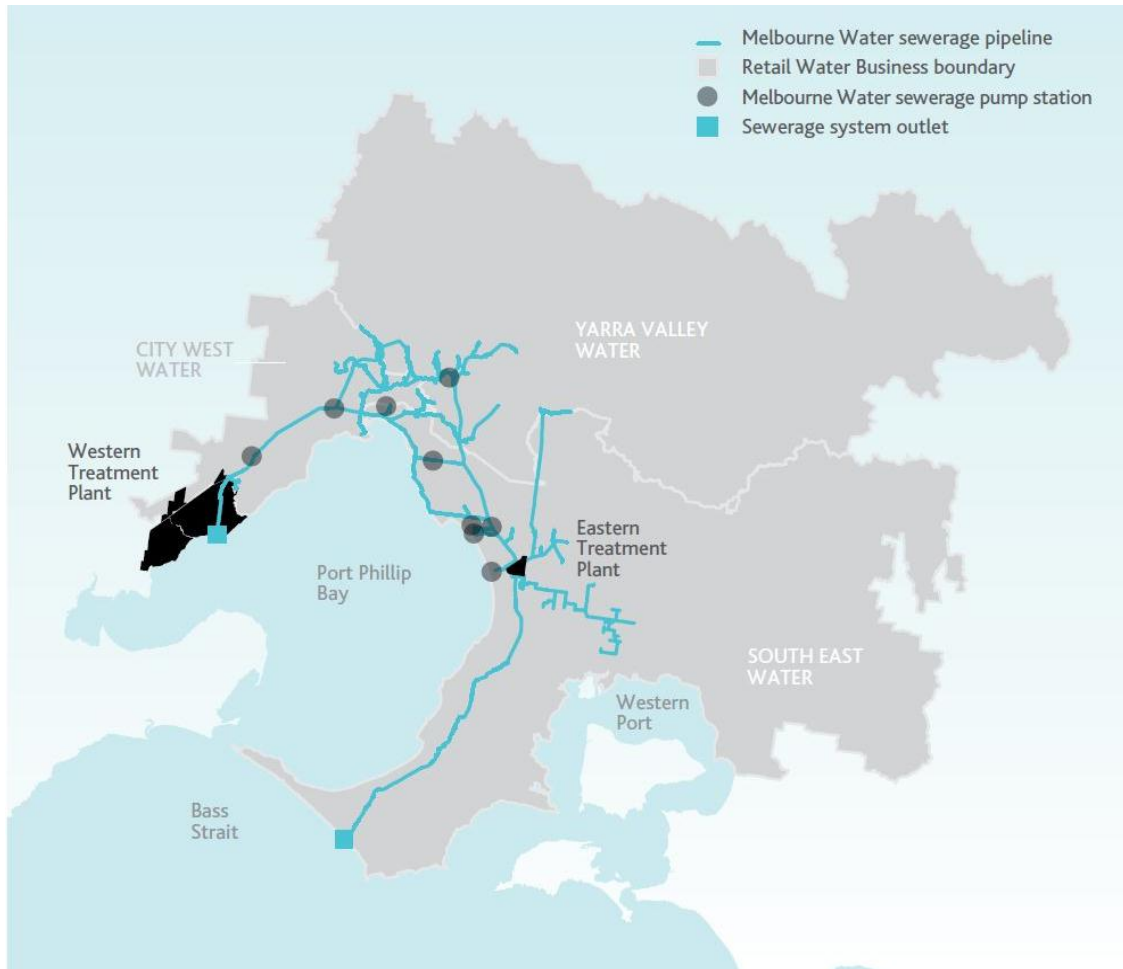 Melbourne Water sewerage pipeline
Retail Water Business boundary
Melbourne Water sewerage pump station
Sewerage system outlet
YARRA VALLEY
WATER
CITY WEST
WATER
Western
Treatment
Plant
Eastern
Treatment
Plant
Port Phillip
Bay
SOUTH EAST
WATER
Western
Port
Bass
Strait